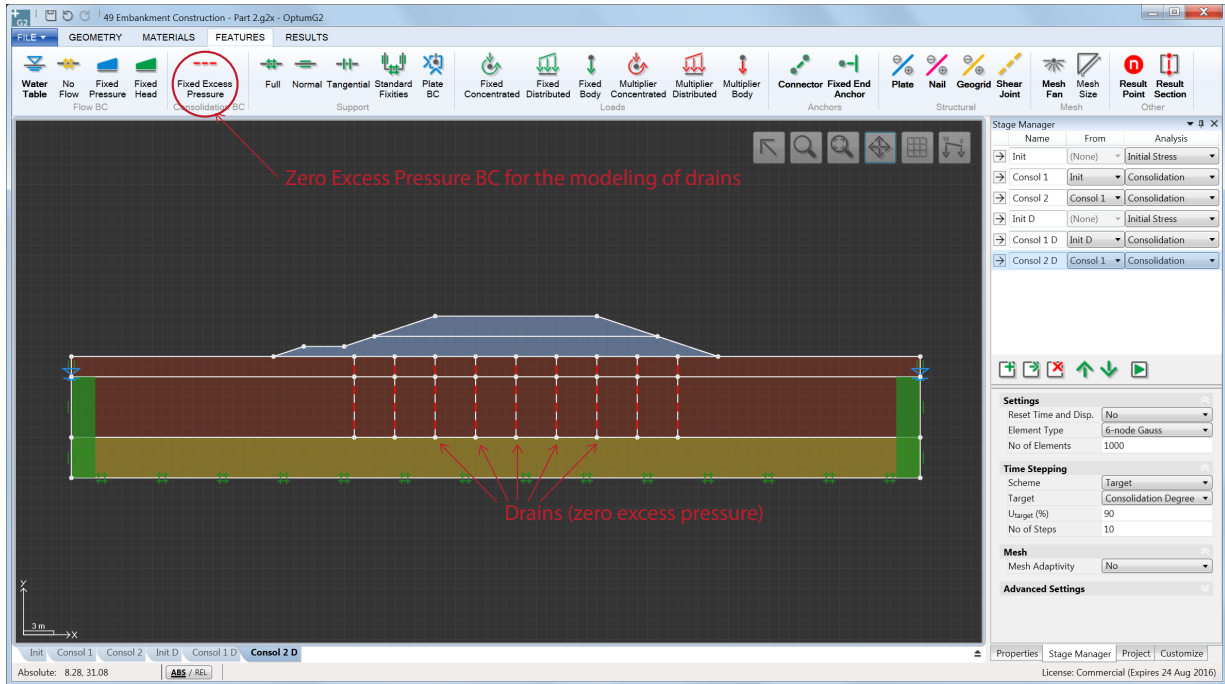 G2
49 Embankment Construction - Part 2.g2x - OptumG2
FILE GEOMETRY MATERIALS FEATURES RESULTS
Water Table
No Flow
Fixed Pressure
Fixed Head
Flow BC
Fixed Excess Pressure
Consolidation BC
Full
Normal
Tangential
Standard Fixities
Plate BC
Support
Fixed Concentrated
Fixed Distributed
Fixed Body
Multiplier Concentrated
Multiplier Distributed
Multiplier Body
Loads
Connector
Fixed End Anchor
Anchors
Plate
Nail
Geogrid
Shear Joint
Structural
Mesh Fan
Mesh Size
Mesh
Result Point
Result Section
Other
Zero Excess Pressure BC for the modeling of drains
Drains (zero excess pressure)
Y
3 m
X
Stage Manager
Name From Analysis
Init (None) Initial Stress
Consol 1 Init Consolidation
Consol 2 Consol 1 Consolidation
Init D (None) Initial Stress
Consol 1 D Init D Consolidation
Consol 2 D Consol 1 Consolidation
Settings
Reset Time and Disp. No
Element Type 6-node Gauss
No of Elements 1000
Time Stepping
Scheme Target
Target Consolidation Degree
Utarget (%) 90
No of Steps 10
Mesh
Mesh Adaptivity No
Advanced Settings
Init Consol 1 Consol 2 Init D Consol 1 D Consol 2 D
Properties Stage Manager Project Customize
Absolute: 8.28, 31.08 ABS / REL
License: Commercial (Expires 24 Aug 2016)